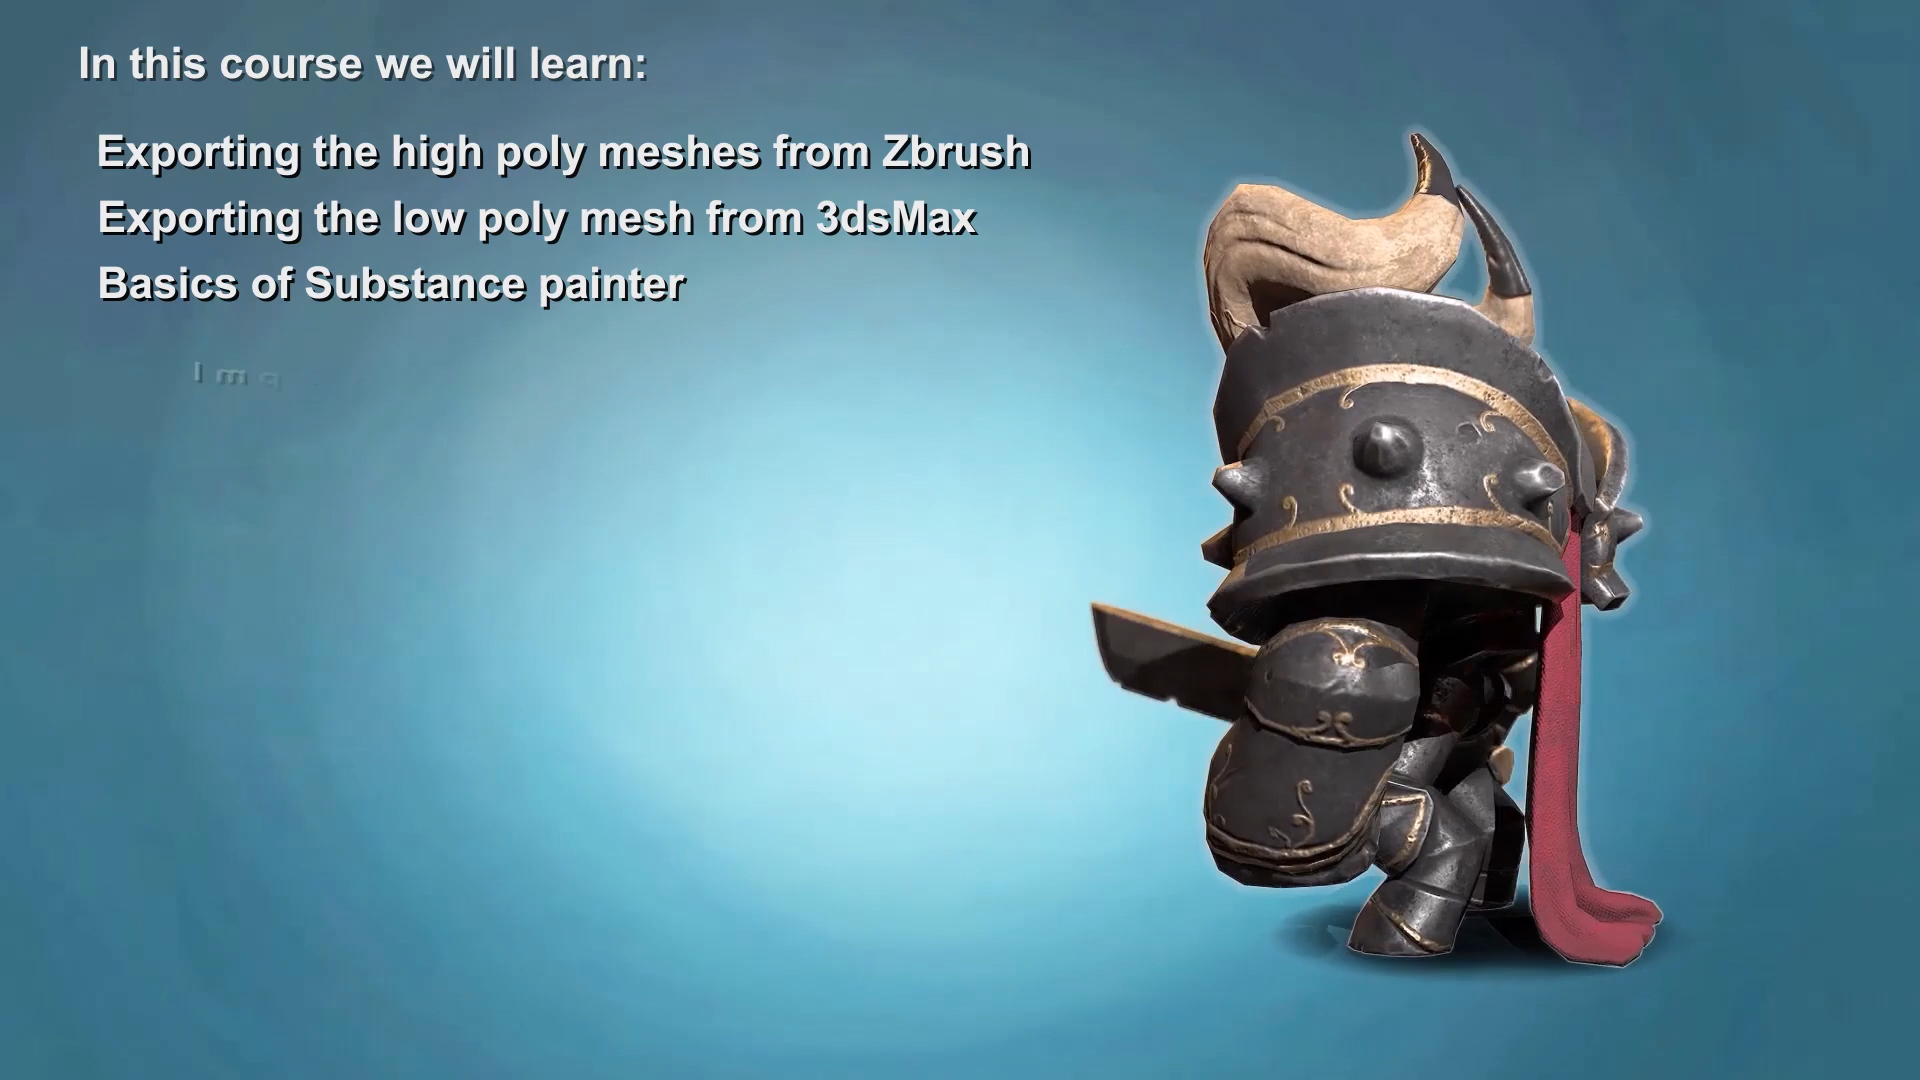 In this course we will learn:
Exporting the high poly meshes from Zbrush
Exporting the low poly mesh from 3dsMax
Basics of Substance painter